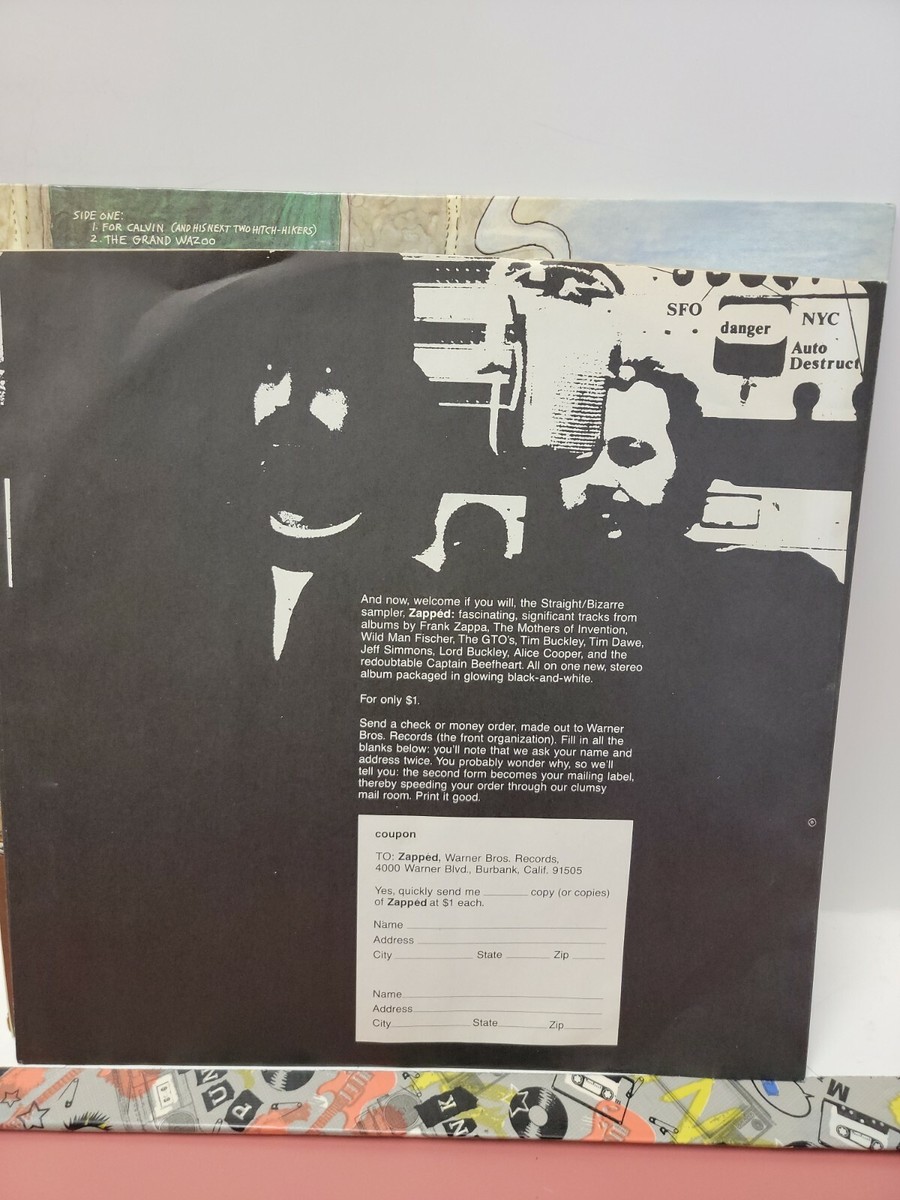 SIDE ONE:
1. FOR CALVIN (AND HIS NEXT TWO HITCH-HIKERS)
2. THE GRAND WAZOO
SFO
danger
NYC
Auto
Destruct
And now, welcome if you will, the Straight/Bizarre
sampler, Zappéd: fascinating, significant tracks from
albums by Frank Zappa, The Mothers of Invention,
Wild Man Fischer, The GTO's, Tim Buckley, Tim Dawe,
Jeff Simmons, Lord Buckley, Alice Cooper, and the
redoubtable Captain Beefheart. All on one new, stereo
album packaged in glowing black-and-white.
For only $1.
Send a check or money order, made out to Warner
Bros. Records (the front organization). Fill in all the
blanks below: you'll note that we ask your name and
address twice. You probably wonder why, so we'll
tell you: the second form becomes your mailing label,
thereby speeding your order through our clumsy
mail room. Print it good.
coupon
TO: Zappéd, Warner Bros. Records,
4000 Warner Blvd., Burbank, Calif. 91505
Yes, quickly send me ______ copy (or copies)
of Zappéd at $1 each.
Name
Address
City State Zip
Name
Address
City State Zip
PUN
NK
M